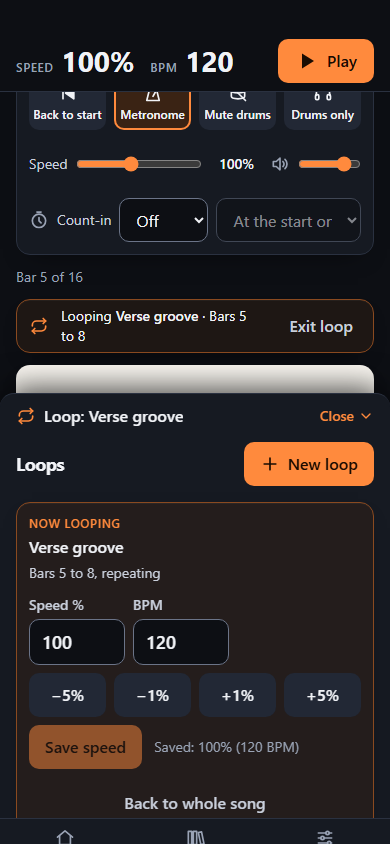 SPEED 100% BPM 120 Play
Back to start Metronome Mute drums Drums only
Speed 100%
Count-in Off At the start or
Bar 5 of 16
Looping Verse groove · Bars 5
to 8
Exit loop
Loop: Verse groove Close
Loops New loop
NOW LOOPING
Verse groove
Bars 5 to 8, repeating
Speed % BPM
100 120
−5% −1% +1% +5%
Save speed Saved: 100% (120 BPM)
Back to whole song